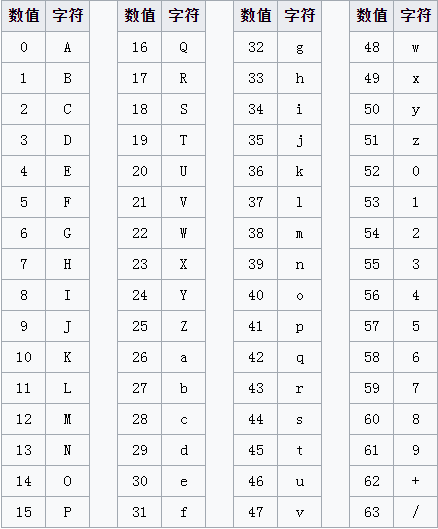 数值 字符 数值 字符 数值 字符 数值 字符
0 A 16 Q 32 g 48 w
1 B 17 R 33 h 49 x
2 C 18 S 34 i 50 y
3 D 19 T 35 j 51 z
4 E 20 U 36 k 52 0
5 F 21 V 37 l 53 1
6 G 22 W 38 m 54 2
7 H 23 X 39 n 55 3
8 I 24 Y 40 o 56 4
9 J 25 Z 41 p 57 5
10 K 26 a 42 q 58 6
11 L 27 b 43 r 59 7
12 M 28 c 44 s 60 8
13 N 29 d 45 t 61 9
14 O 30 e 46 u 62 +
15 P 31 f 47 v 63 /